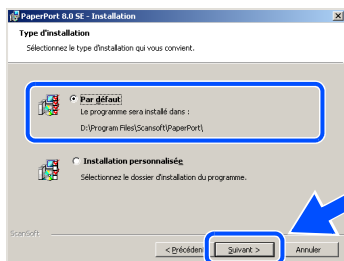 PaperPort 8.0 SE - Installation
Type d'installation
Sélectionnez le type d'installation qui vous convient.
Par défaut
Le programme sera installé dans :
D:\Program Files\Scansoft\PaperPort\
Installation personnalisée
Sélectionnez le dossier d'installation du programme.
ScanSoft
< Précéden Suivant > Annuler